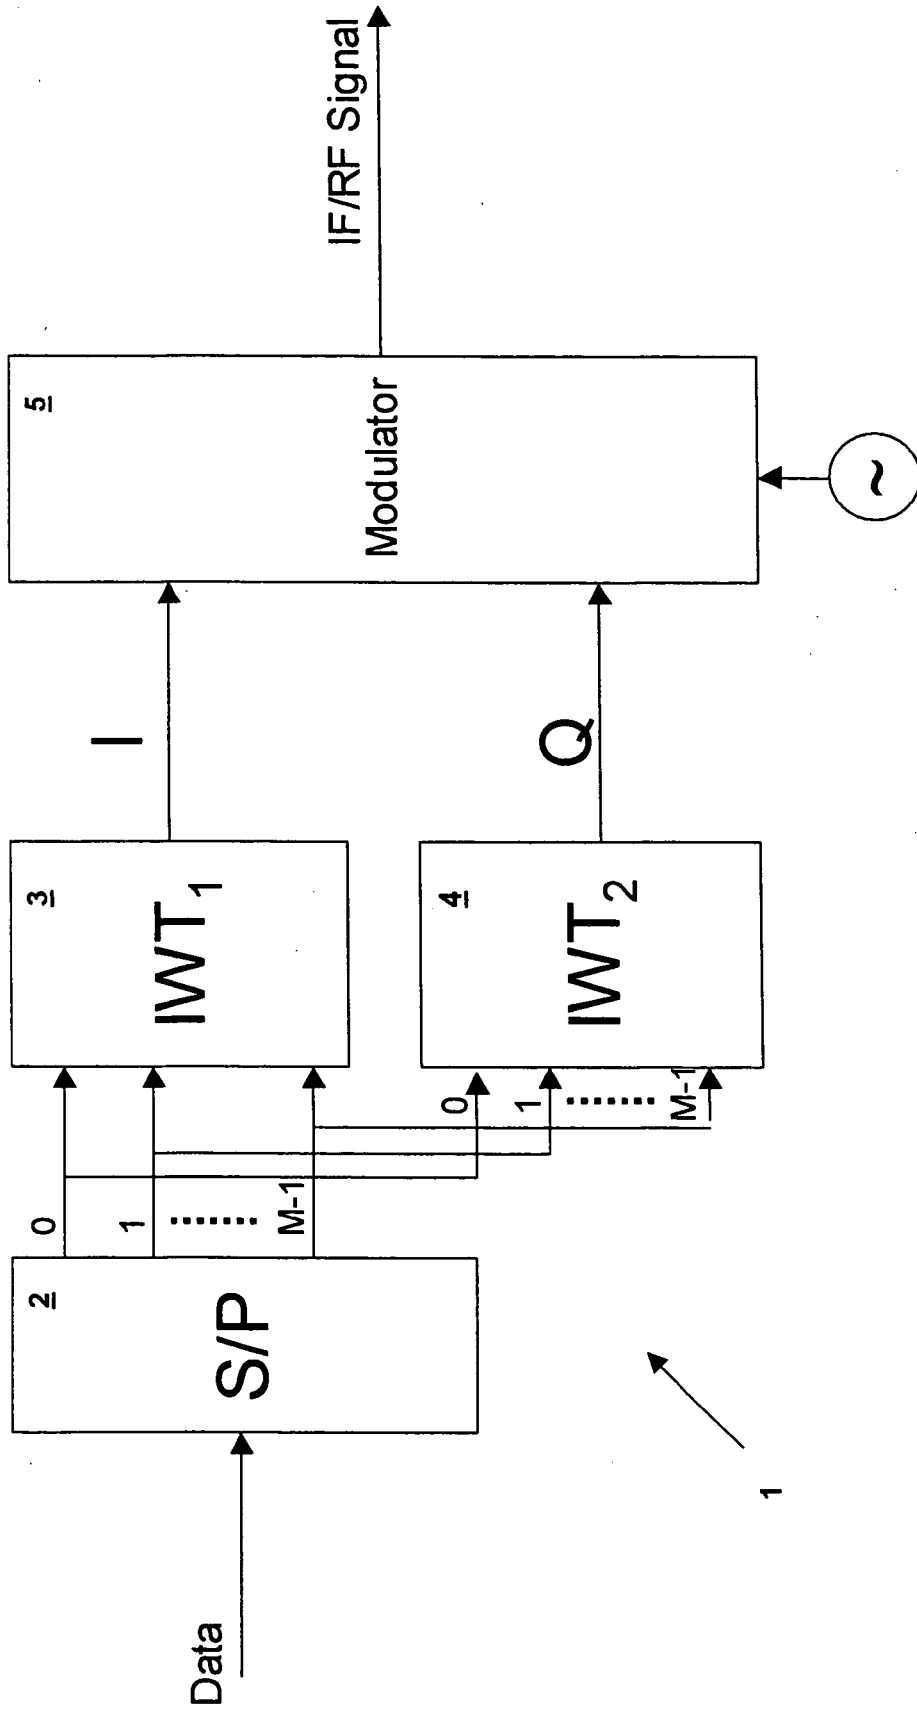 Data
2
S/P
0
1
M-1
3
IWT1
0
1
M-1
4
IWT2
I
Q
5
Modulator
~
IF/RF Signal
1